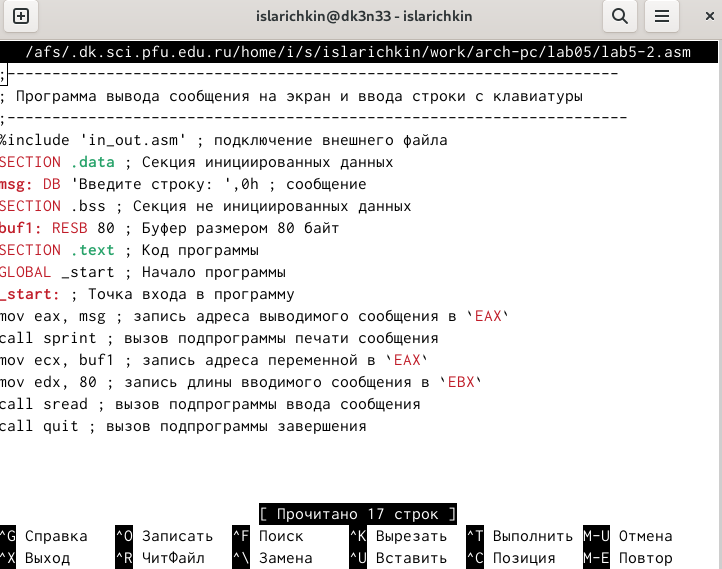 islarichkin@dk3n33 - islarichkin
/afs/.dk.sci.pfu.edu.ru/home/i/s/islarichkin/work/arch-pc/lab05/lab5-2.asm
;--------------------------------------------------------------------
; Программа вывода сообщения на экран и ввода строки с клавиатуры
;---------------------------------------------------------------------
%include 'in_out.asm' ; подключение внешнего файла
SECTION .data ; Секция инициированных данных
msg: DB 'Введите строку: ',0h ; сообщение
SECTION .bss ; Секция не инициированных данных
buf1: RESB 80 ; Буфер размером 80 байт
SECTION .text ; Код программы
GLOBAL _start ; Начало программы
_start: ; Точка входа в программу
mov eax, msg ; запись адреса выводимого сообщения в `EAX`
call sprint ; вызов подпрограммы печати сообщения
mov ecx, buf1 ; запись адреса переменной в `EAX`
mov edx, 80 ; запись длины вводимого сообщения в `EBX`
call sread ; вызов подпрограммы ввода сообщения
call quit ; вызов подпрограммы завершения
[ Прочитано 17 строк ]
^G Справка ^O Записать ^F Поиск ^K Вырезать ^T Выполнить M-U Отмена
^X Выход ^R ЧитФайл ^\ Замена ^U Вставить ^C Позиция M-E Повтор